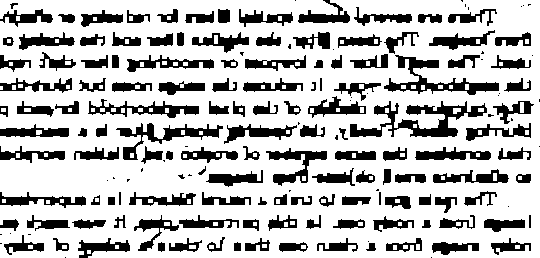 There are several classic spatial filters for reducing or
from images. The mean filter, the median filter and the closing
used. The mean filter is a lowpass or smoothing filter that
the neighborhood mean. It reduces the image noise but
filter calculates the median of the pixel neighborhood for each
blurring effect. Finally, the opening closing filter is a
that combines the same number of erosion and dilation
to eliminate small objects from images.
The main goal was to train a neural network in a supervised
image from a noisy one. In this particular case, it was much
noisy image from a clean one than to clean a subset of noisy